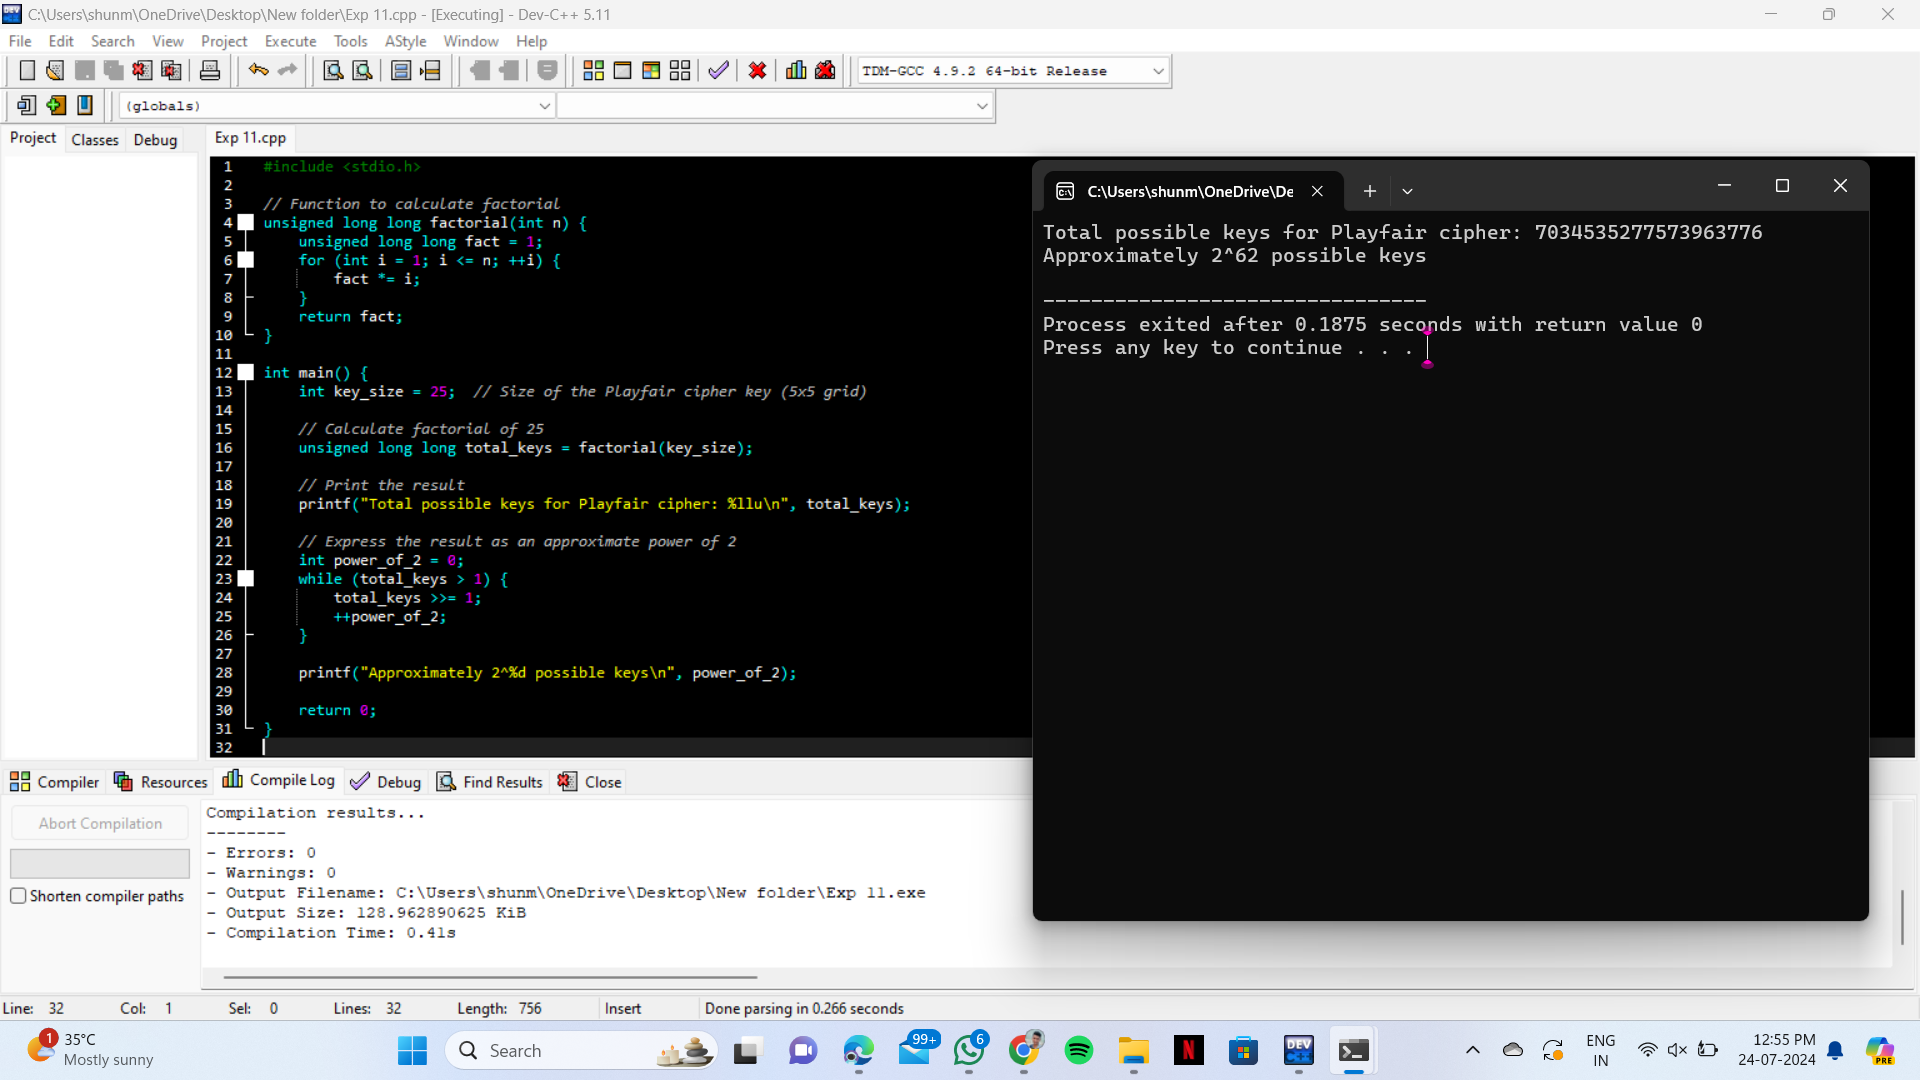 C:\Users\shunm\OneDrive\Desktop\New folder\Exp 11.cpp - [Executing] - Dev-C++ 5.11
File Edit Search View Project Execute Tools AStyle Window Help
TDM-GCC 4.9.2 64-bit Release
(globals)
Project Classes Debug
Exp 11.cpp
1 #include <stdio.h>
2
3 // Function to calculate factorial
4 unsigned long long factorial(int n) {
5 unsigned long long fact = 1;
6 for (int i = 1; i <= n; ++i) {
7 fact *= i;
8 }
9 return fact;
10 }
11
12 int main() {
13 int key_size = 25; // Size of the Playfair cipher key (5x5 grid)
14
15 // Calculate factorial of 25
16 unsigned long long total_keys = factorial(key_size);
17
18 // Print the result
19 printf("Total possible keys for Playfair cipher: %llu\n", total_keys);
20
21 // Express the result as an approximate power of 2
22 int power_of_2 = 0;
23 while (total_keys > 1) {
24 total_keys >>= 1;
25 ++power_of_2;
26 }
27
28 printf("Approximately 2^%d possible keys\n", power_of_2);
29
30 return 0;
31 }
32
C:\Users\shunm\OneDrive\De
Total possible keys for Playfair cipher: 7034535277573963776
Approximately 2^62 possible keys
--------------------------------
Process exited after 0.1875 seconds with return value 0
Press any key to continue . . .
Compiler Resources Compile Log Debug Find Results Close
Abort Compilation
Shorten compiler paths
Compilation results...
--------
- Errors: 0
- Warnings: 0
- Output Filename: C:\Users\shunm\OneDrive\Desktop\New folder\Exp 11.exe
- Output Size: 128.962890625 KiB
- Compilation Time: 0.41s
Line: 32 Col: 1 Sel: 0 Lines: 32 Length: 756 Insert Done parsing in 0.266 seconds
1
35°C
Mostly sunny
Search
99+
6
N
DEV
C++
ENG
IN
12:55 PM
24-07-2024
PRE